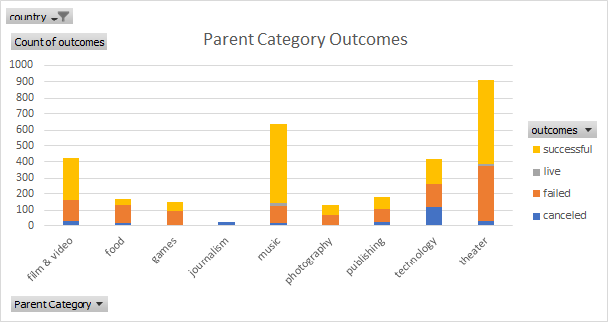 country
Count of outcomes
Parent Category Outcomes
1000
900
800
700
600
500
400
300
200
100
0
film & video
food
games
journalism
music
photography
publishing
technology
theater
outcomes
successful
live
failed
canceled
Parent Category